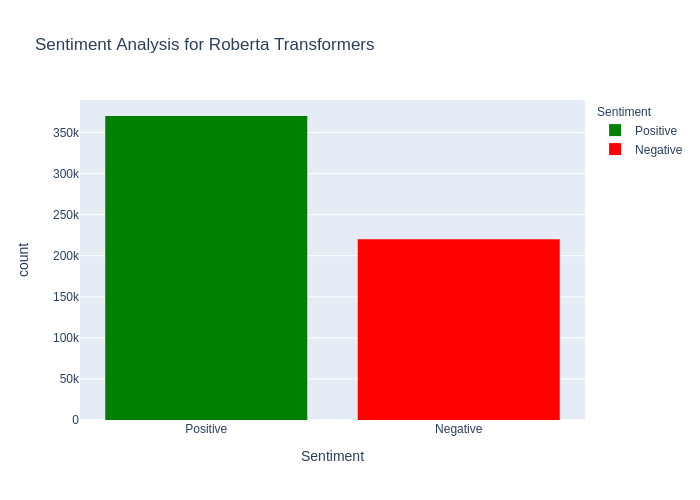 Sentiment Analysis for Roberta Transformers
Sentiment
Positive
Negative
350k
300k
250k
200k
150k
100k
50k
0
count
Positive
Negative
Sentiment